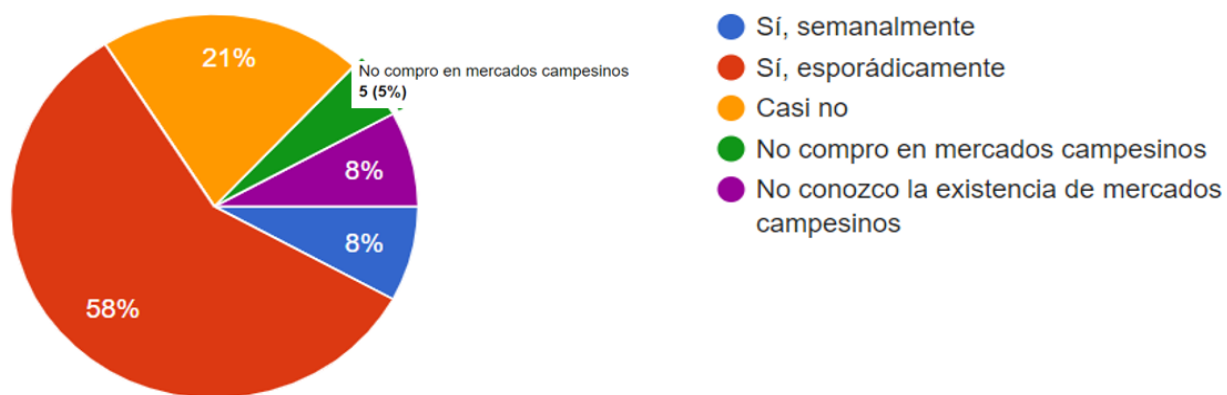 21%
No compro en mercados campesinos
5 (5%)
8%
8%
58%
Sí, semanalmente
Sí, esporádicamente
Casi no
No compro en mercados campesinos
No conozco la existencia de mercados
campesinos